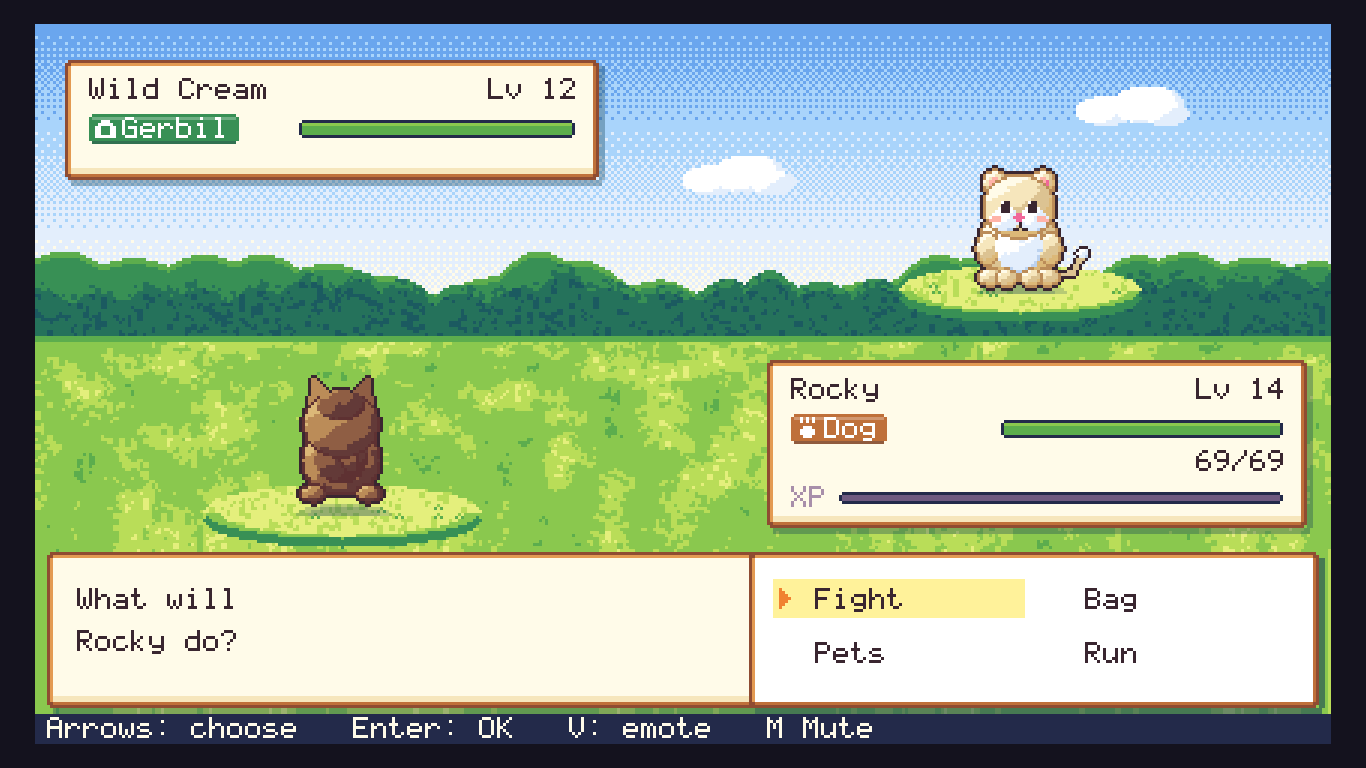 Wild Cream Lv 12
Gerbil
Rocky Lv 14
Dog
69/69
XP
What will
Rocky do?
Fight Bag
Pets Run
Arrows: choose Enter: OK V: emote M Mute